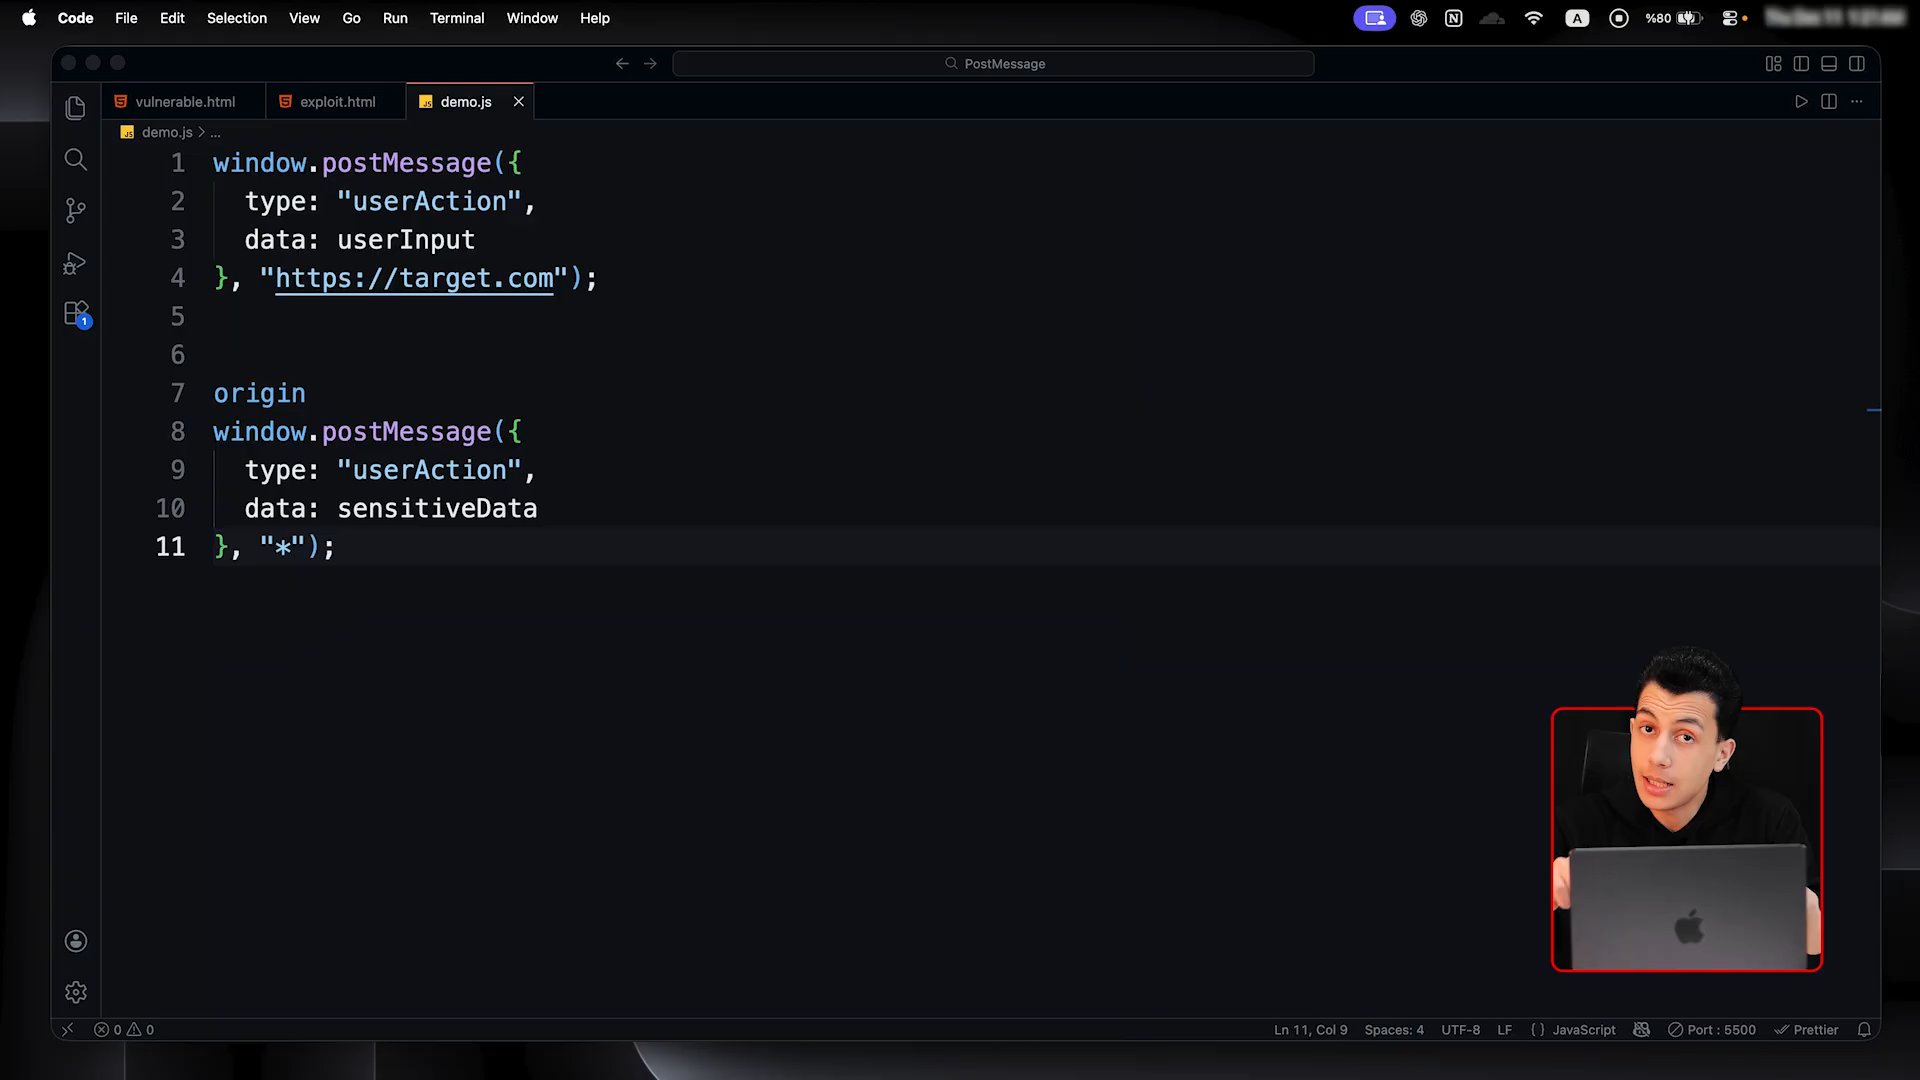 Code File Edit Selection View Go Run Terminal Window Help
A %80
PostMessage
vulnerable.html exploit.html JS demo.js
JS demo.js > ...
1 window.postMessage({
2 type: "userAction",
3 data: userInput
4 }, "https://target.com");
5
6
7 origin
8 window.postMessage({
9 type: "userAction",
10 data: sensitiveData
11 }, "*");
1
0 0 Ln 11, Col 9 Spaces: 4 UTF-8 LF { } JavaScript Port : 5500 Prettier